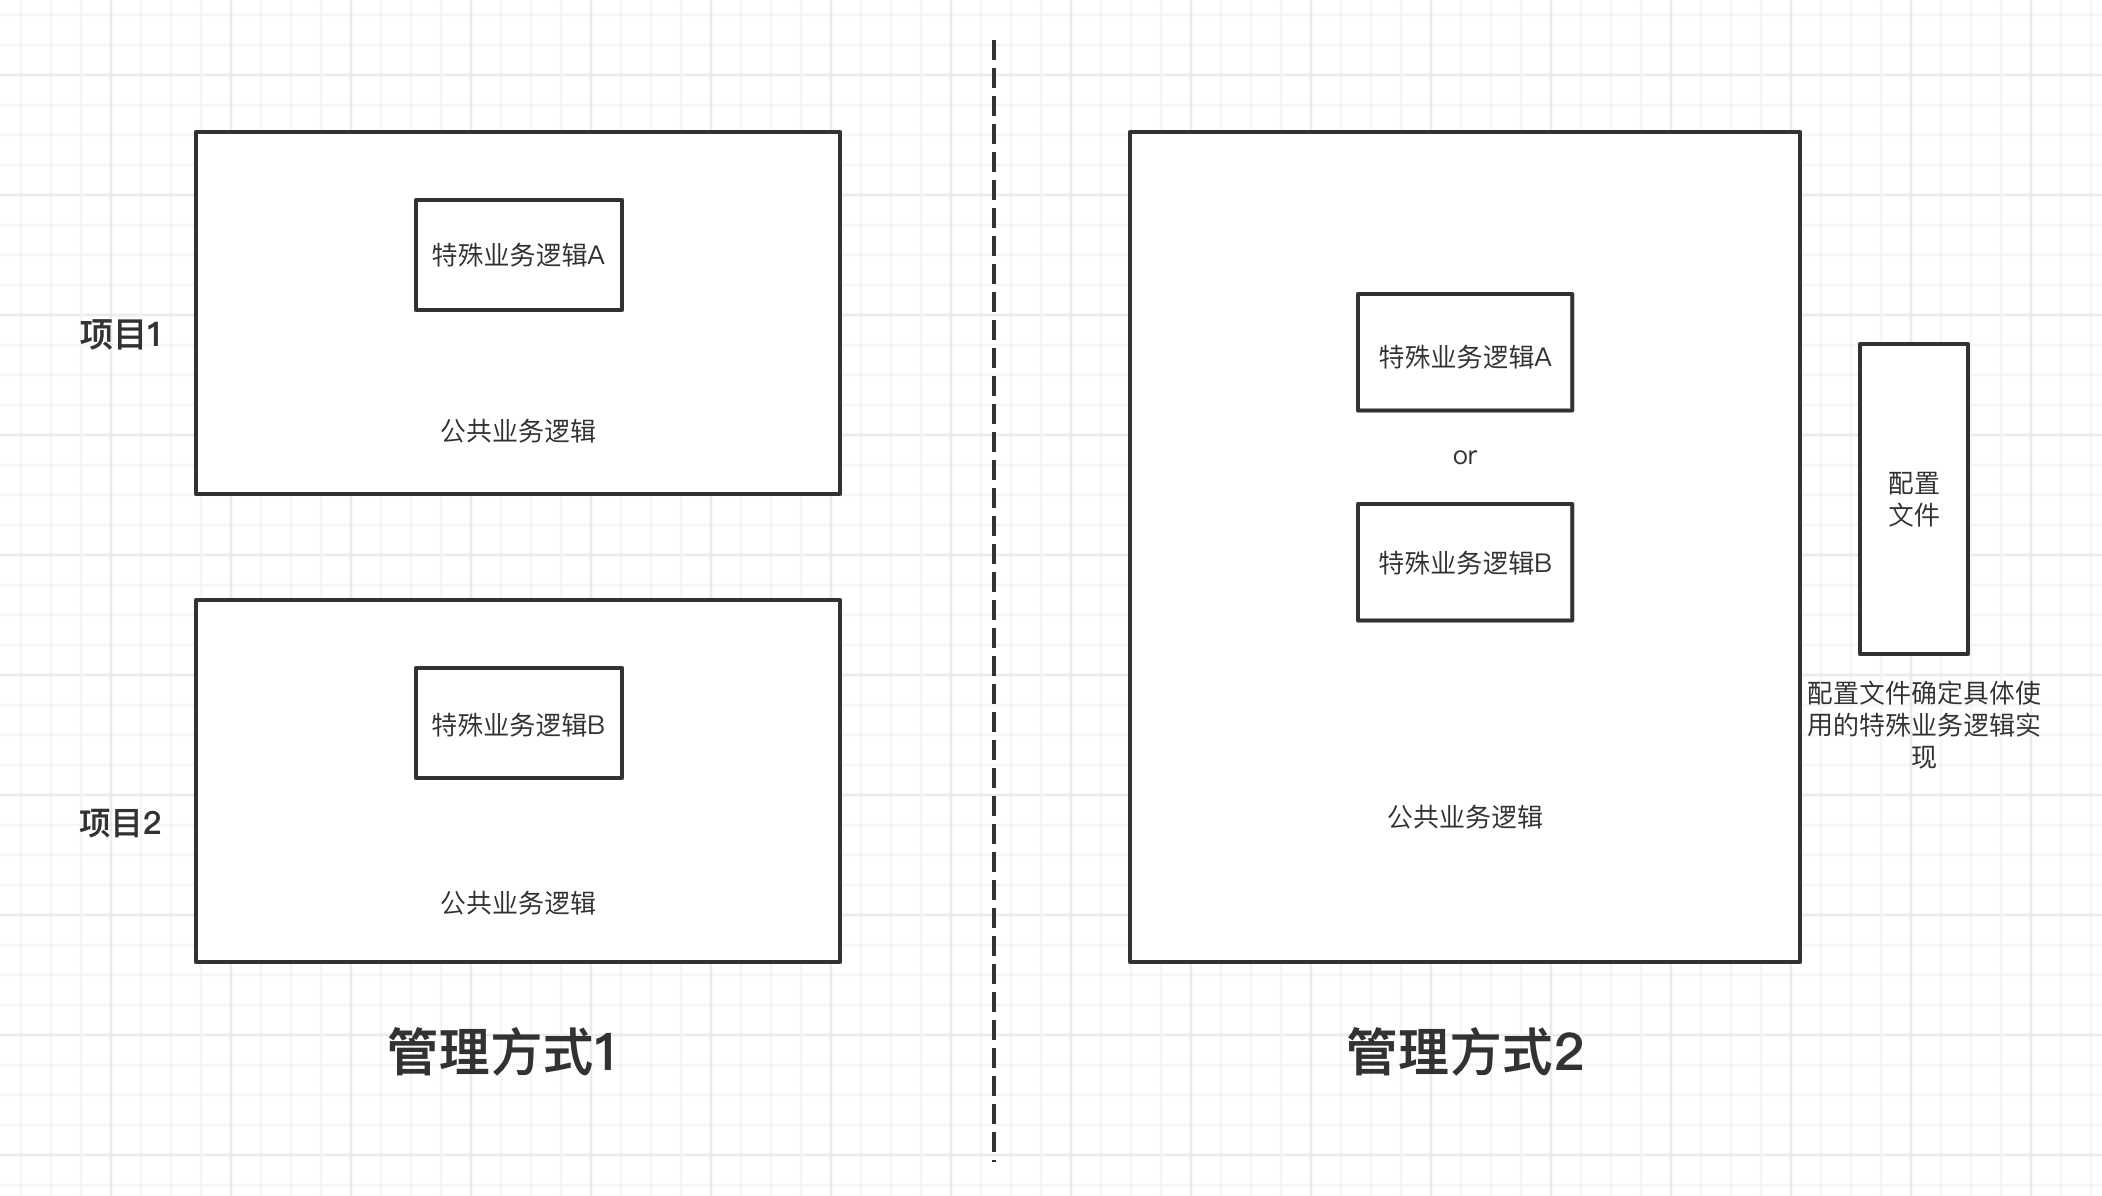 项目1
特殊业务逻辑A
公共业务逻辑
项目2
特殊业务逻辑B
公共业务逻辑
管理方式1
特殊业务逻辑A
or
特殊业务逻辑B
公共业务逻辑
配置
文件
配置文件确定具体使
用的特殊业务逻辑实
现
管理方式2